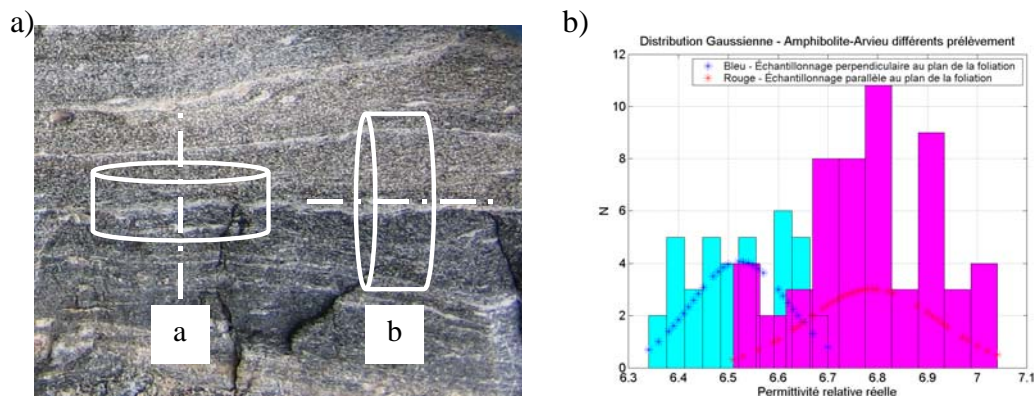 a)
a
b
b)
Distribution Gaussienne - Amphibolite-Arvieu différents prélèvement
Bleu - Échantillonnage perpendiculaire au plan de la foliation
Rouge - Échantillonnage parallèle au plan de la foliation
12
10
8
6
4
2
0
N
6.3 6.4 6.5 6.6 6.7 6.8 6.9 7 7.1
Permittivité relative réelle